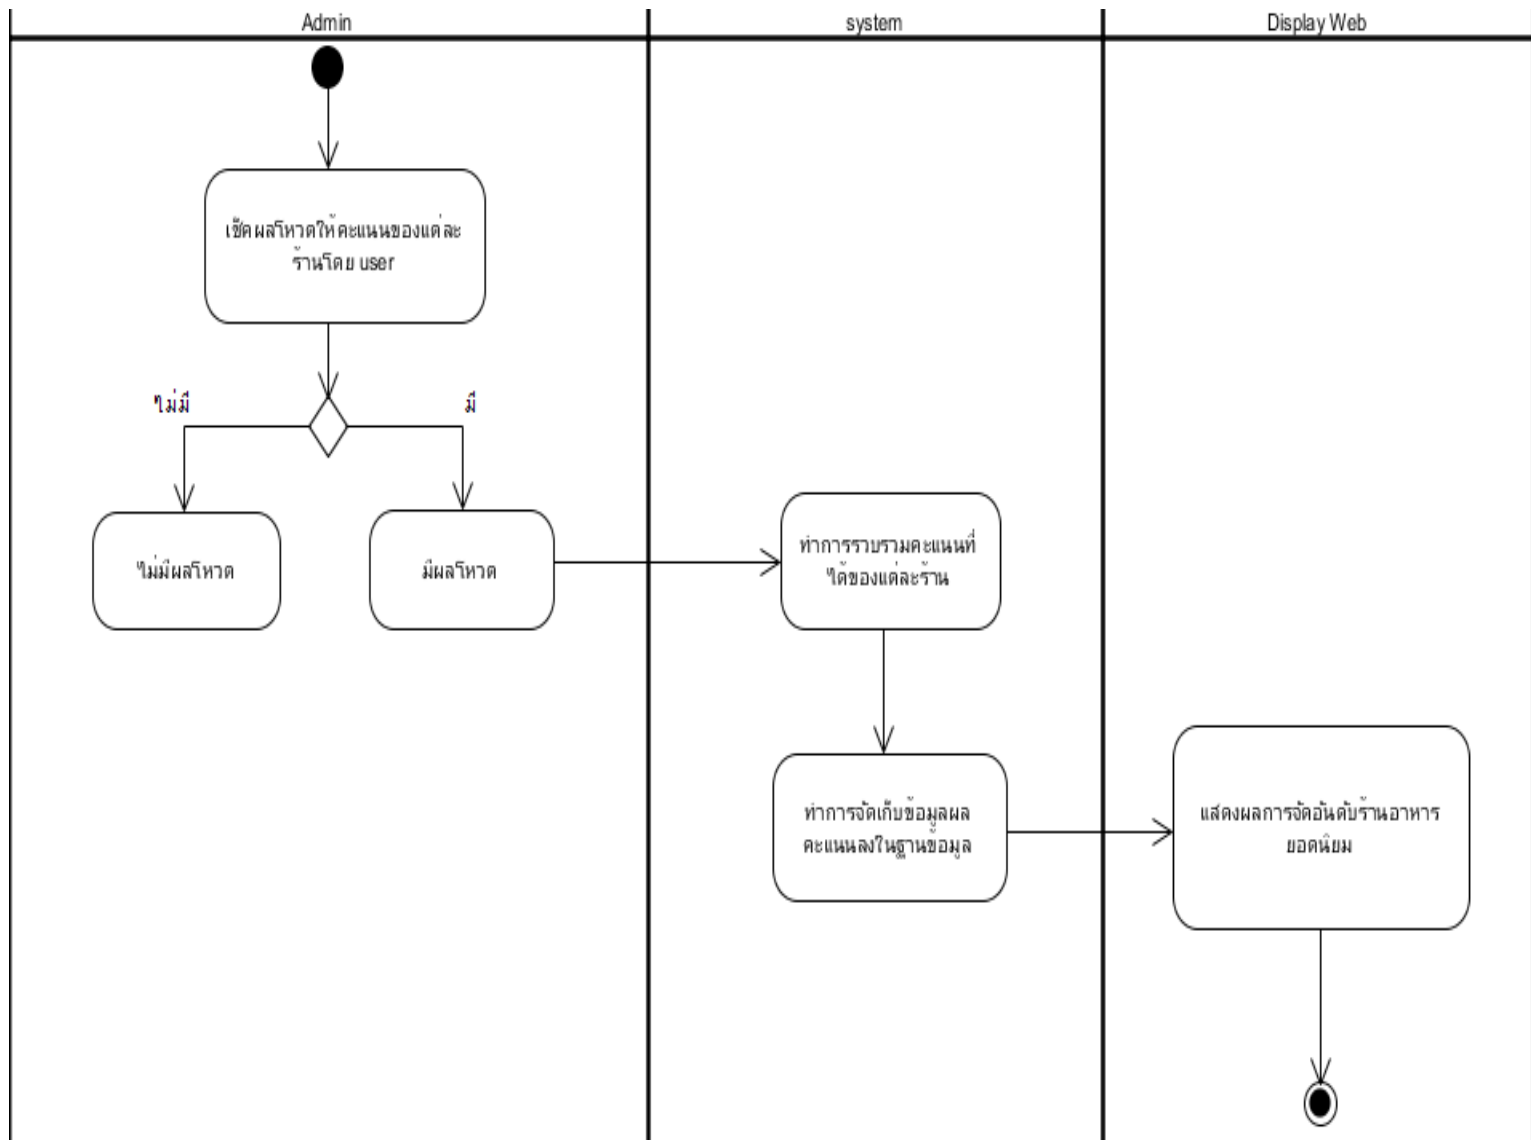 Admin
system
Display Web
เช็คผลโหวตให้คะแนนของแต่ละ
ร้านโดย user
ไม่มี
มี
ไม่มีผลโหวต
มีผลโหวต
ทำการรวบรวมคะแนนที่
ได้ของแต่ละร้าน
ทำการจัดเก็บข้อมูลผล
คะแนนลงในฐานข้อมูล
แสดงผลการจัดอันดับร้านอาหาร
ยอดนิยม